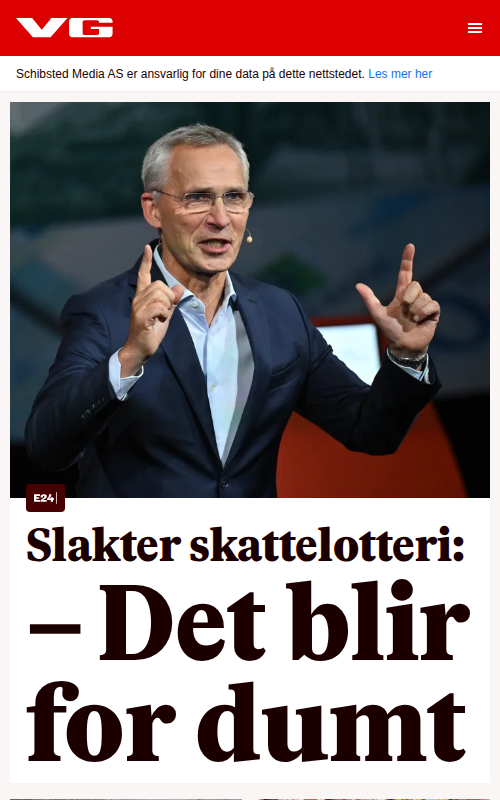 VG
Schibsted Media AS er ansvarlig for dine data på dette nettstedet. Les mer her
E24
Slakter skattelotteri:
– Det blir
for dumt